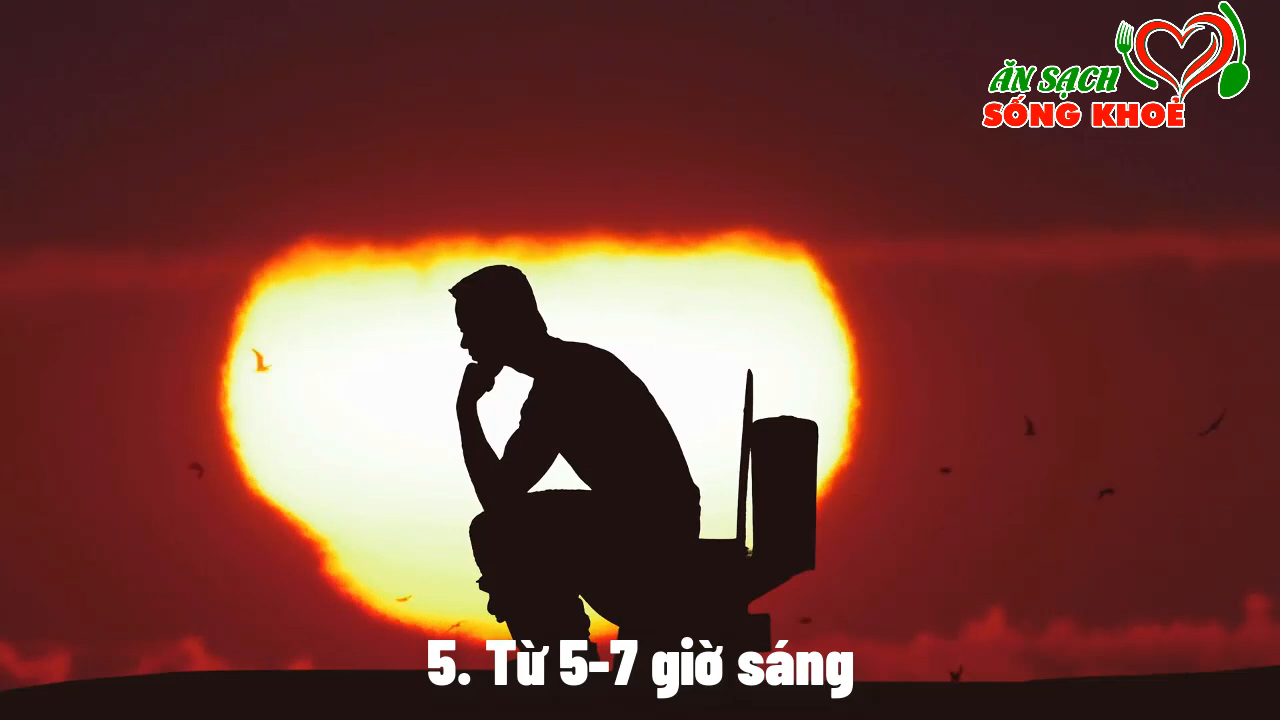 ĂN SẠCH
SỐNG KHOẺ
5. Từ 5-7 giờ sáng